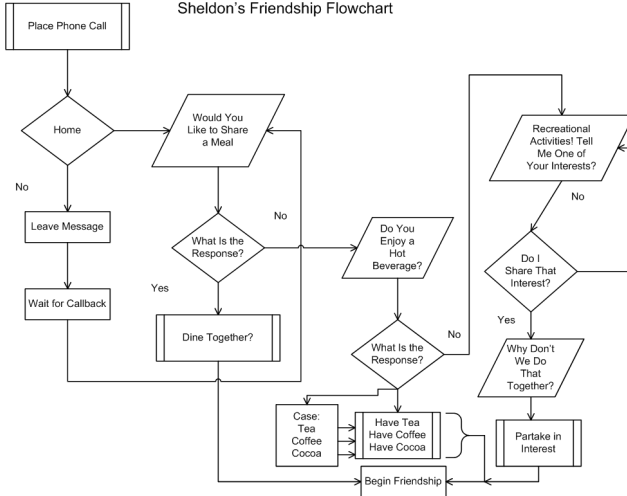 Sheldon's Friendship Flowchart
Place Phone Call
Home
No
Leave Message
Wait for Callback
Would You
Like to Share
a Meal
What Is the
Response?
No
Yes
Dine Together?
Do You
Enjoy a
Hot
Beverage?
What Is the
Response?
No
Case:
Tea
Coffee
Cocoa
Have Tea
Have Coffee
Have Cocoa
Recreational
Activities! Tell
Me One of
Your Interests?
No
Do I
Share That
Interest?
Yes
Why Don't
We Do
That
Together?
Partake in
Interest
Begin Friendship